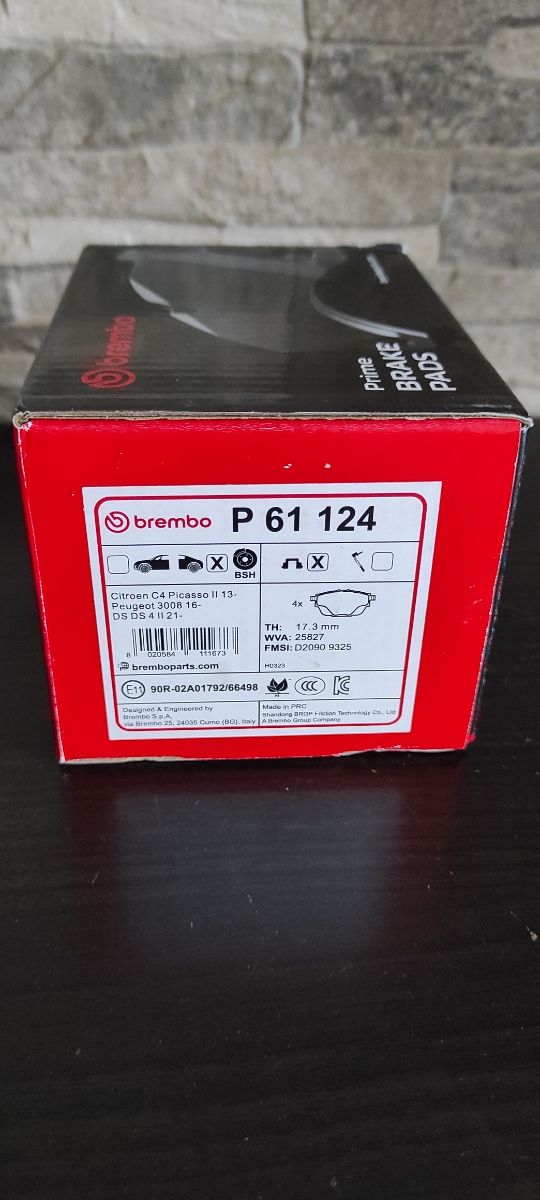 brembo
Prime
BRAKE
PADS
brembo P 61 124
X BSH X
Citroen C4 Picasso II 13-
Peugeot 3008 16-
DS DS 4 II 21-
4x
TH: 17.3 mm
WVA: 25827
FMSI: D2090 9325
8 020584 111673
bremboparts.com
H0323
E11 90R-02A01792/66498
Designed & Engineered by
Brembo S.p.A,
via Brembo 25, 24035 Curno (BG), Italy
Made in PRC
Shandong BRGP Friction Technology Co., Ltd
A Brembo Group Company